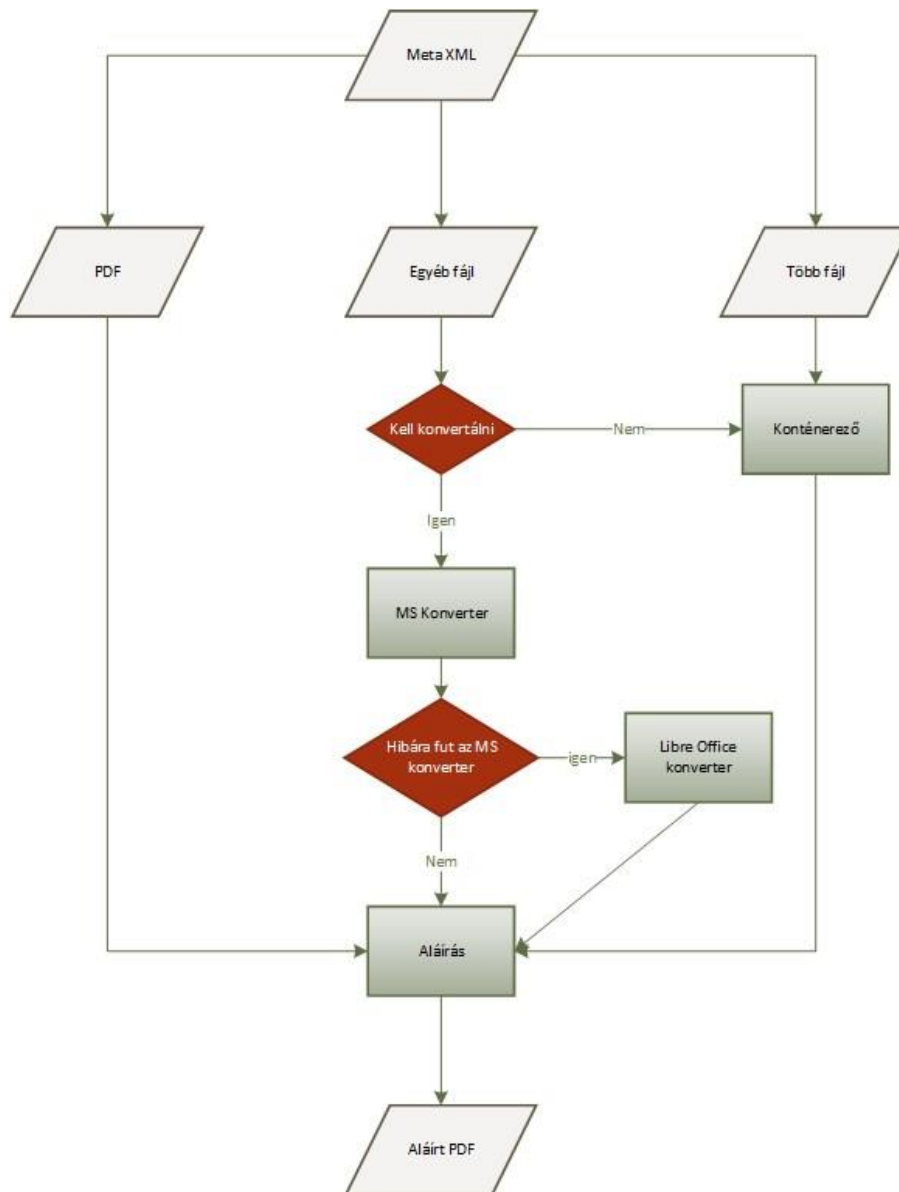 Meta XML
PDF
Egyéb fájl
Több fájl
Kell konvertálni
Nem
Konténerező
Igen
MS Konverter
Hibára fut az MS
konverter
igen
Libre Office
konverter
Nem
Aláírás
Aláírt PDF